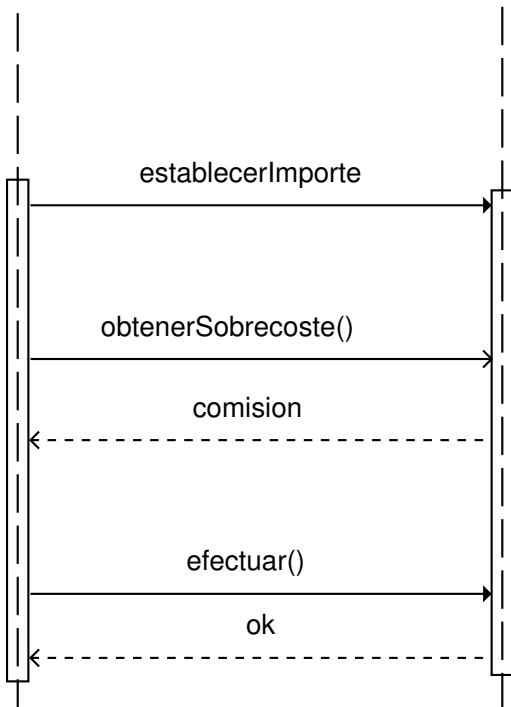 establecerImporte
obtenerSobrecoste()
comision
efectuar()
ok